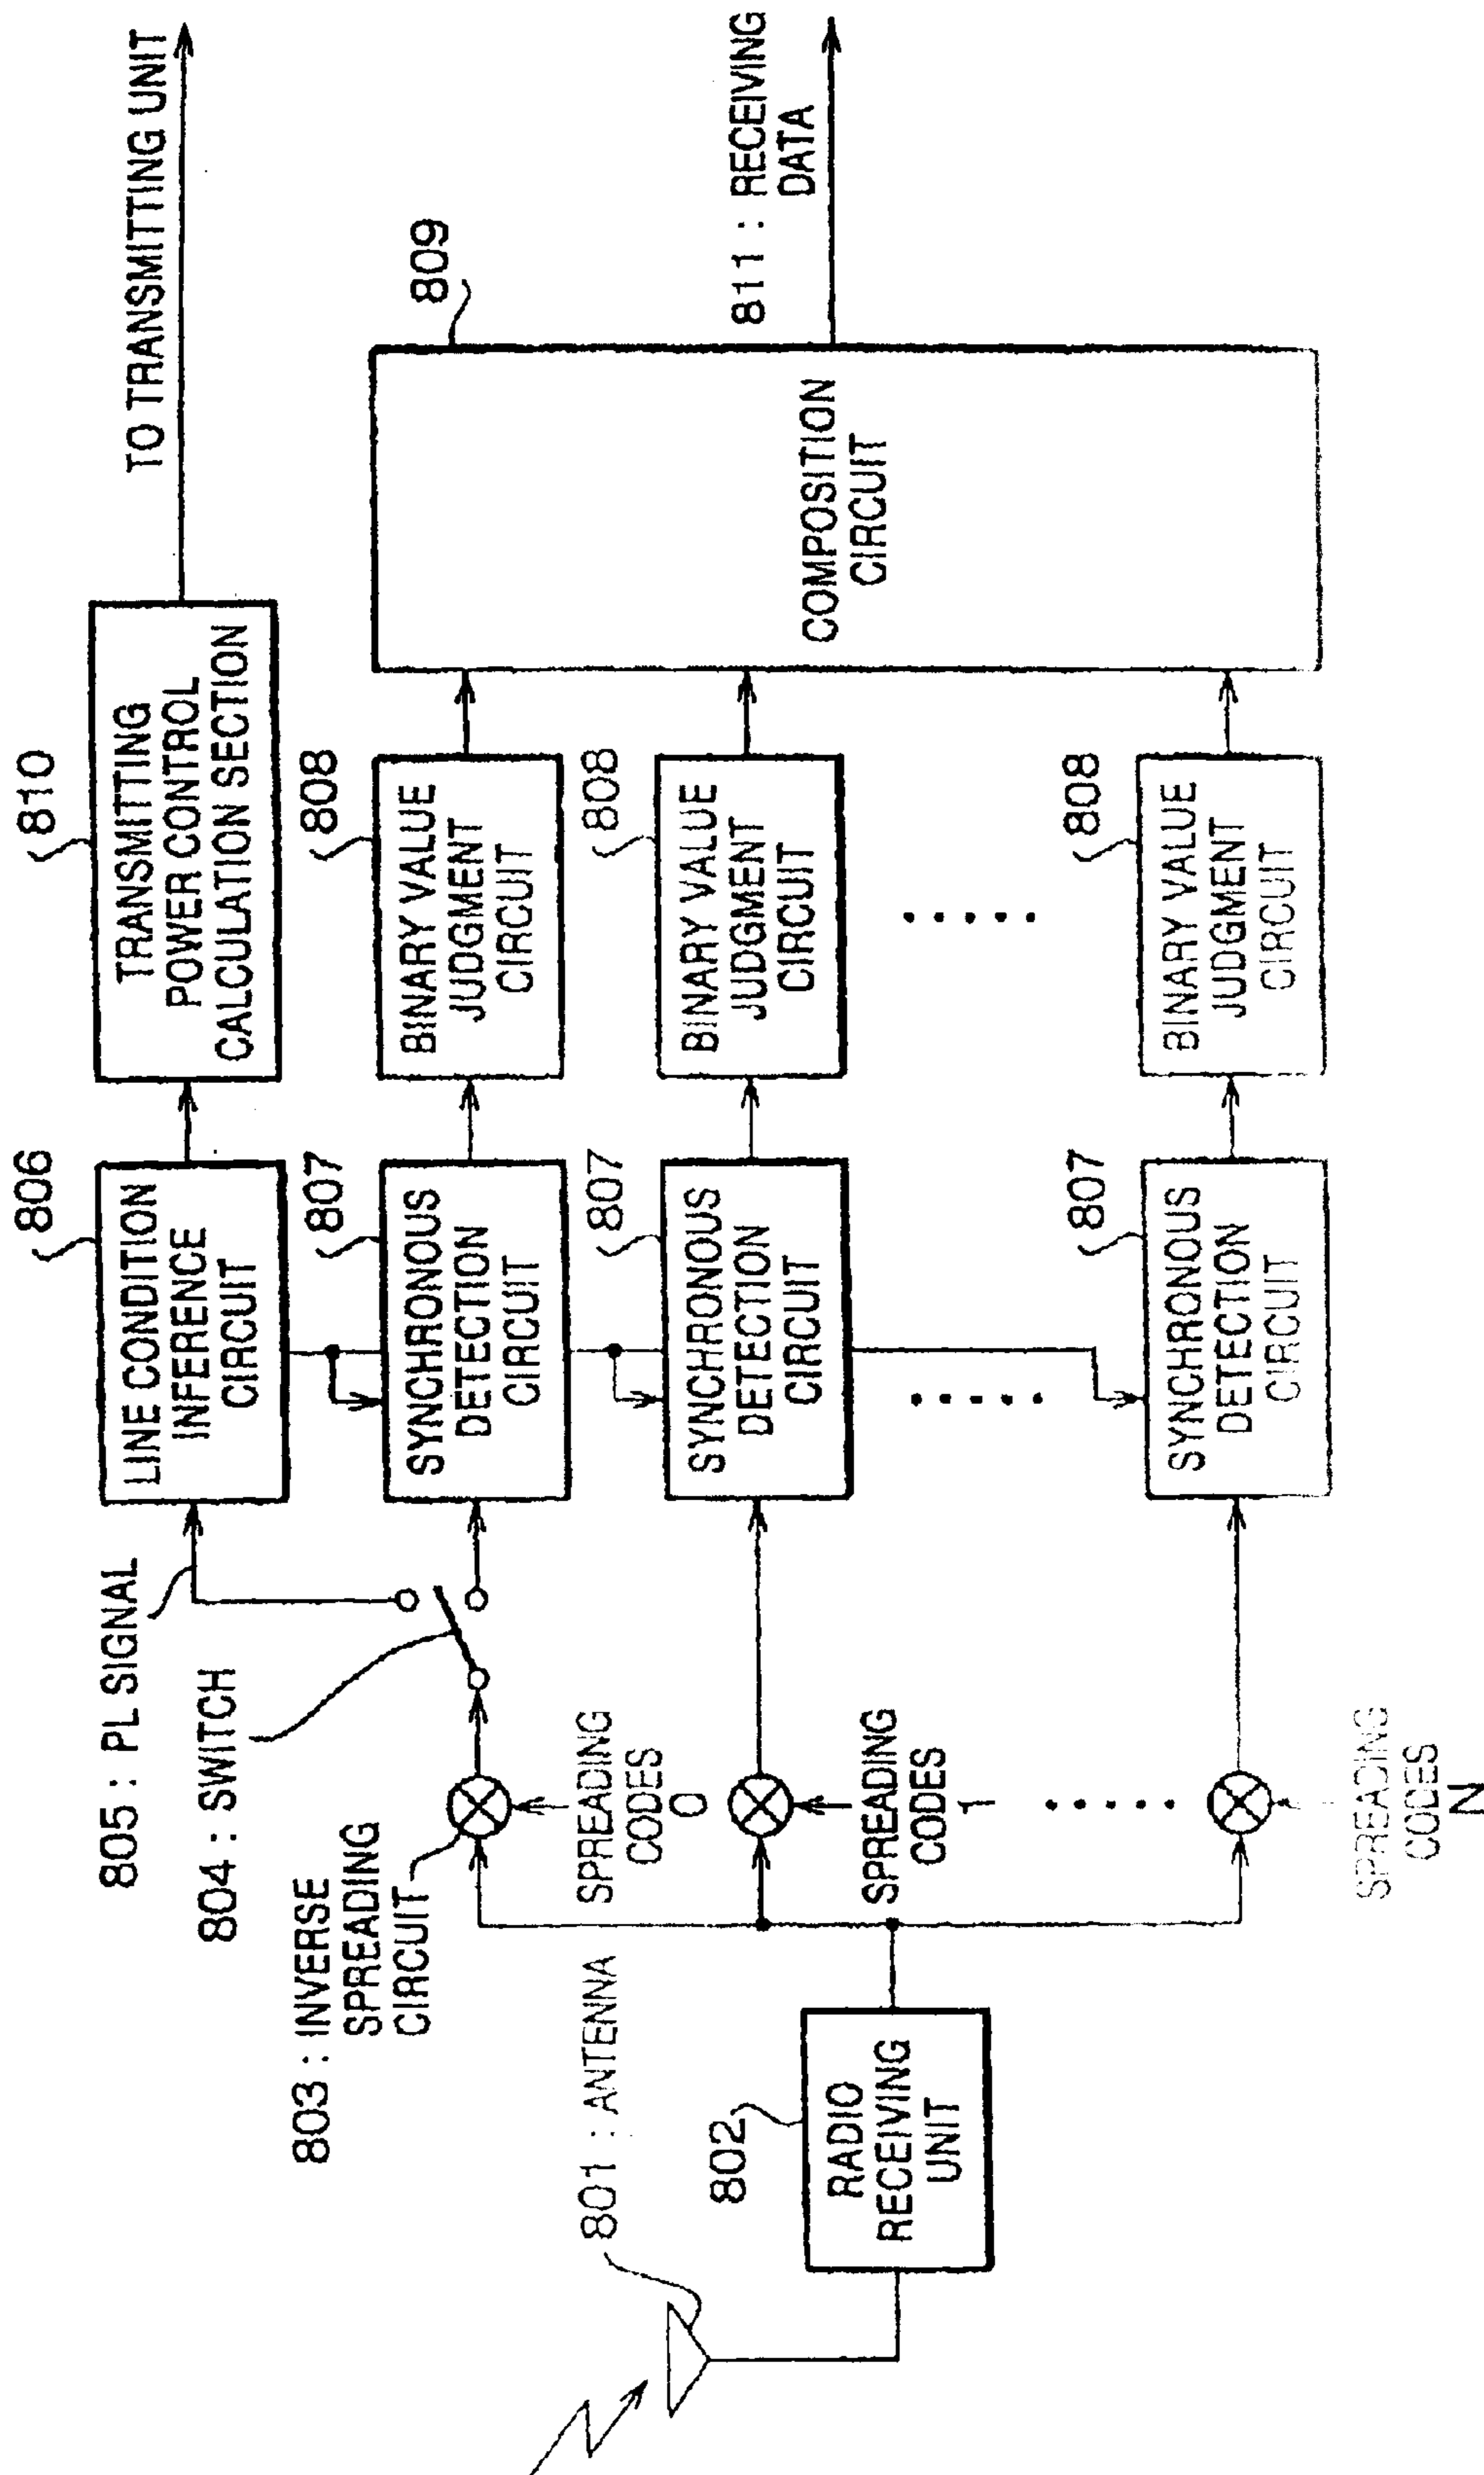 TO TRANSMITTING UNIT
810
TRANSMITTING
POWER CONTROL
CALCULATION SECTION
806
LINE CONDITION
INFERENCE
CIRCUIT
805 : PL SIGNAL
804 : SWITCH
803 : INVERSE
SPREADING
CIRCUIT
801 : ANTENNA
802
RADIO
RECEIVING
UNIT
SPREADING
CODES
0
SPREADING
CODES
1
SPREADING
CODES
N
807
SYNCHRONOUS
DETECTION
CIRCUIT
807
SYNCHRONOUS
DETECTION
CIRCUIT
807
SYNCHRONOUS
DETECTION
CIRCUIT
808
BINARY VALUE
JUDGMENT
CIRCUIT
808
BINARY VALUE
JUDGMENT
CIRCUIT
808
BINARY VALUE
JUDGMENT
CIRCUIT
809
COMPOSITION
CIRCUIT
811 : RECEIVING
DATA